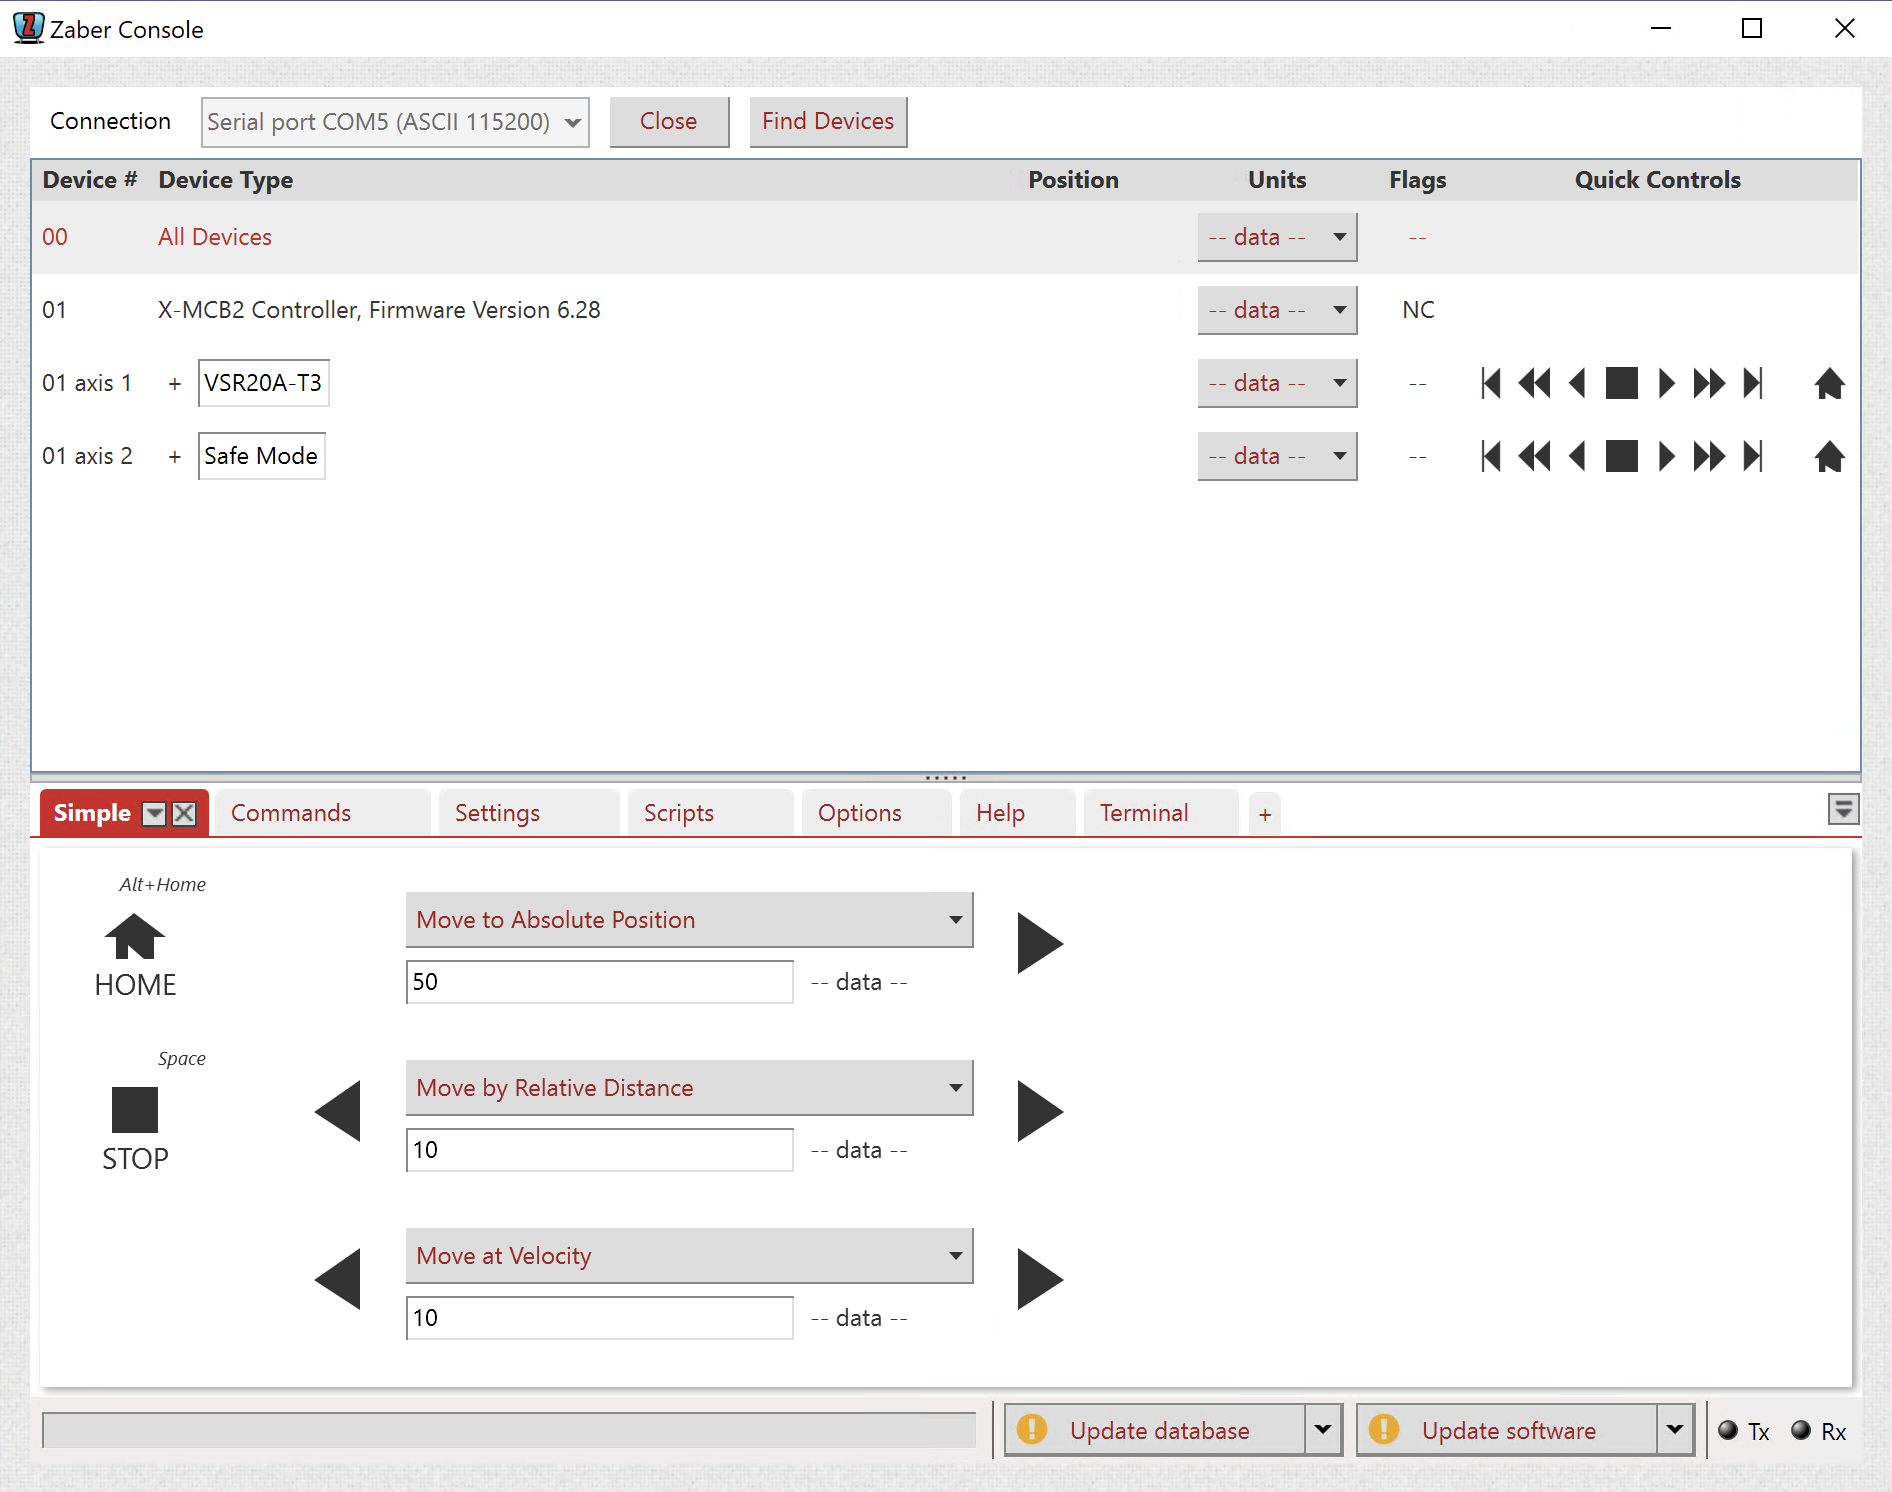 Zaber Console
Connection Serial port COM5 (ASCII 115200) Close Find Devices
Device # Device Type Position Units Flags Quick Controls
00 All Devices -- data -- --
01 X-MCB2 Controller, Firmware Version 6.28 -- data -- NC
01 axis 1 + VSR20A-T3 -- data -- --
01 axis 2 + Safe Mode -- data -- --
Simple Commands Settings Scripts Options Help Terminal +
Alt+Home
HOME
Move to Absolute Position
50 -- data --
Space
STOP
Move by Relative Distance
10 -- data --
Move at Velocity
10 -- data --
Update database Update software Tx Rx